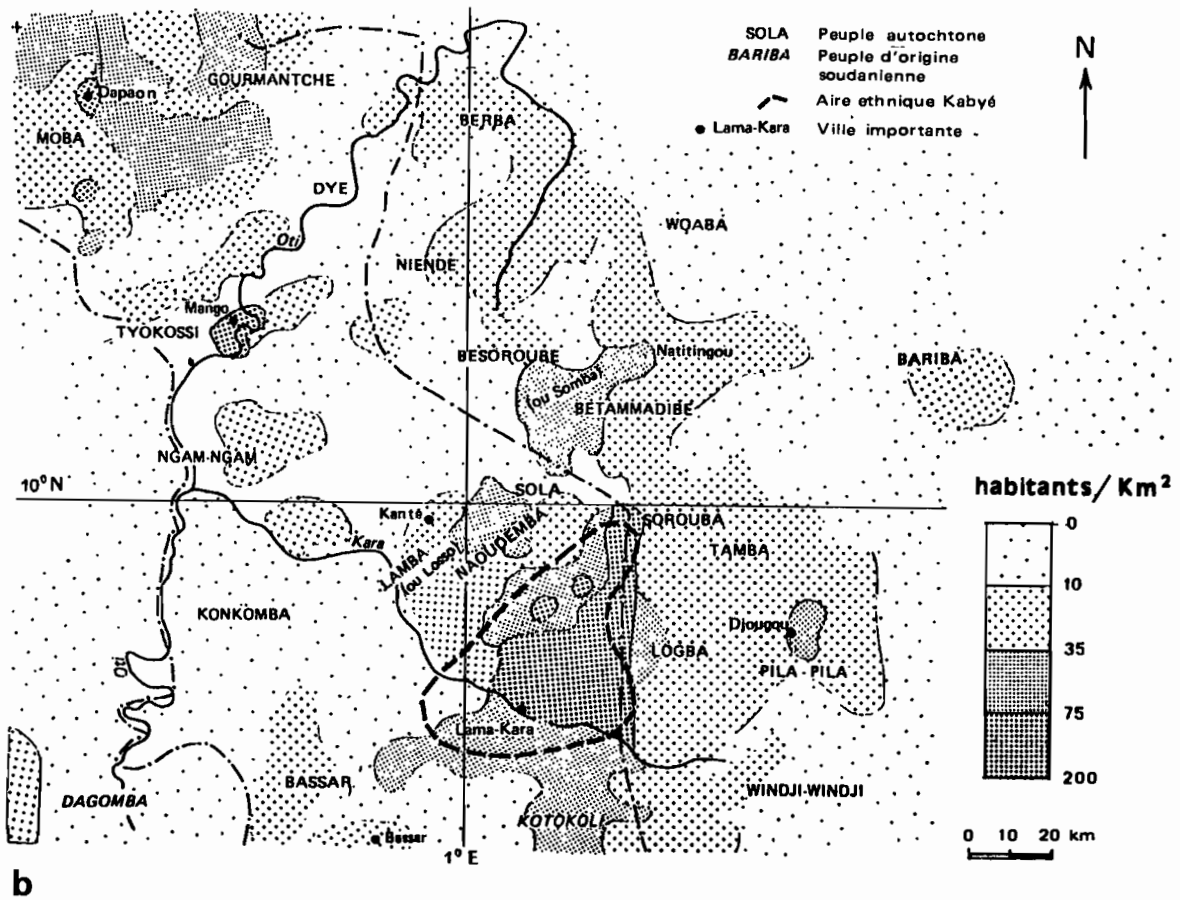 SOLA Peuple autochtone
BARIBA Peuple d'origine
soudanienne
Aire ethnique Kabyé
Lama-Kara Ville importante
N
GOURMANTCHE
Dapaon
MOBA
BERBA
DYE
WOABA
Oti
NIENDE
Mango
TYOKOSSI
BESOROUBE
Natitingou
BARIBA
(ou Somba)
BETAMMADIBE
NGAM-NGAM
10° N
SOLA
Kanté
SOROUBA
Kara
LAMBA
(ou Losso)
NAOUDEMBA
TAMBA
KONKOMBA
Djougou
LOGBA
PILA-PILA
Oti
Lama-Kara
BASSAR
WINDJI-WINDJI
DAGOMBA
KOTOKOLI
Bassar
1° E
habitants/Km²
0
10
35
75
200
0 10 20 km
b